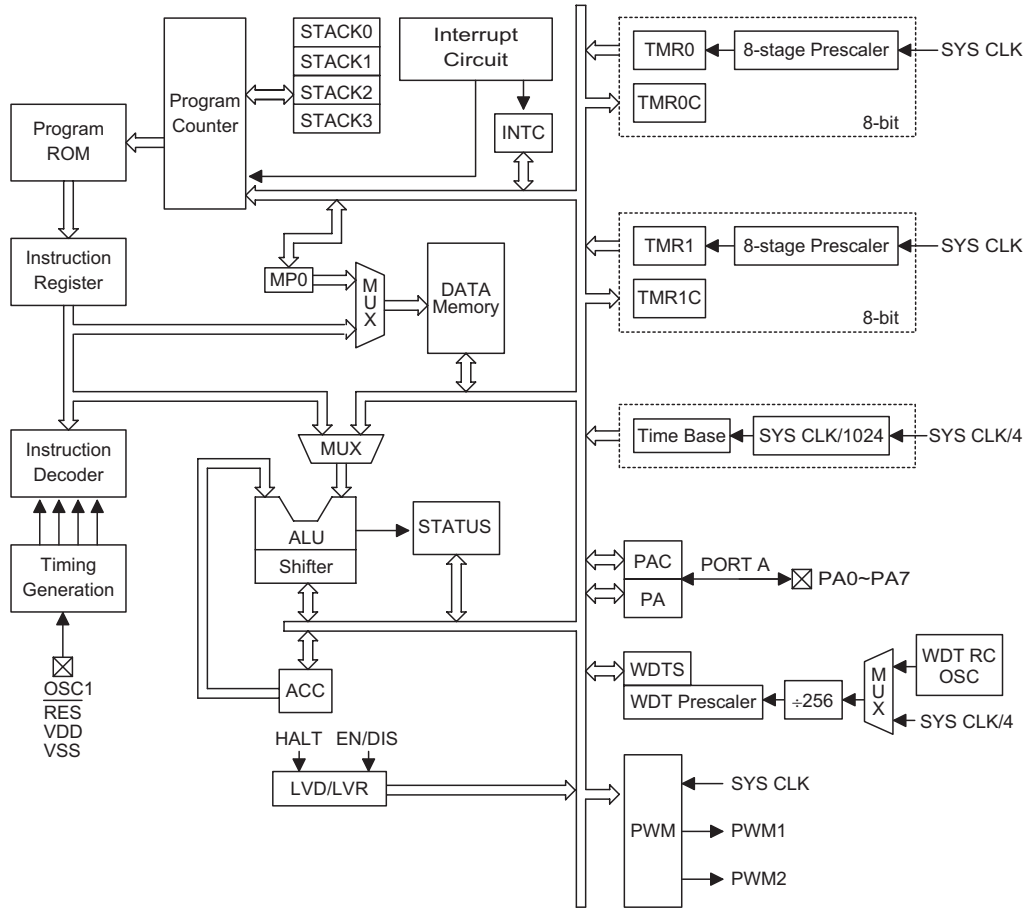 STACK0
STACK1
STACK2
STACK3
Interrupt
Circuit
INTC
Program
Counter
Program
ROM
Instruction
Register
MP0
MUX
DATA
Memory
Instruction
Decoder
MUX
ALU
Shifter
STATUS
Timing
Generation
OSC1
RES
VDD
VSS
ACC
HALT EN/DIS
LVD/LVR
TMR0 8-stage Prescaler SYS CLK
TMR0C
8-bit
TMR1 8-stage Prescaler SYS CLK
TMR1C
8-bit
Time Base SYS CLK/1024 SYS CLK/4
PAC
PA
PORT A
PA0~PA7
WDTS
WDT Prescaler
÷256
MUX
WDT RC
OSC
SYS CLK/4
PWM
SYS CLK
PWM1
PWM2